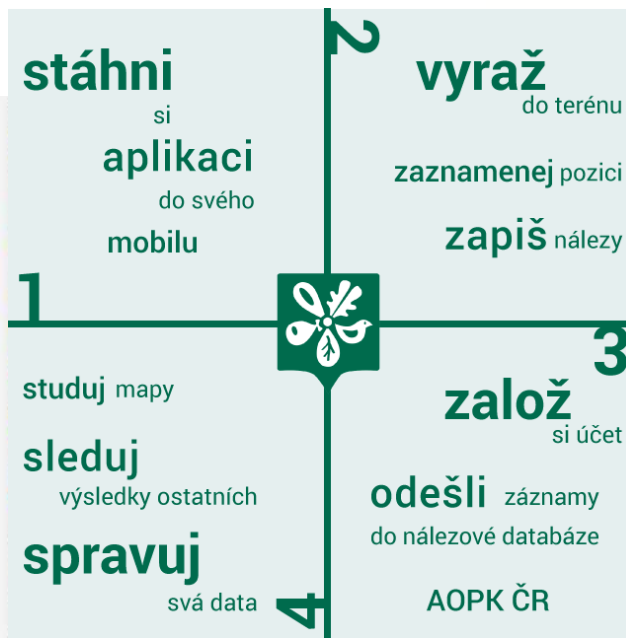 stáhni
si
aplikaci
do svého
mobilu
1
2
vyraž
do terénu
zaznamenej pozici
zapiš nálezy
3
založ
si účet
odešli záznamy
do nálezové databáze
AOPK ČR
studuj mapy
sleduj
výsledky ostatních
spravuj
svá data
4